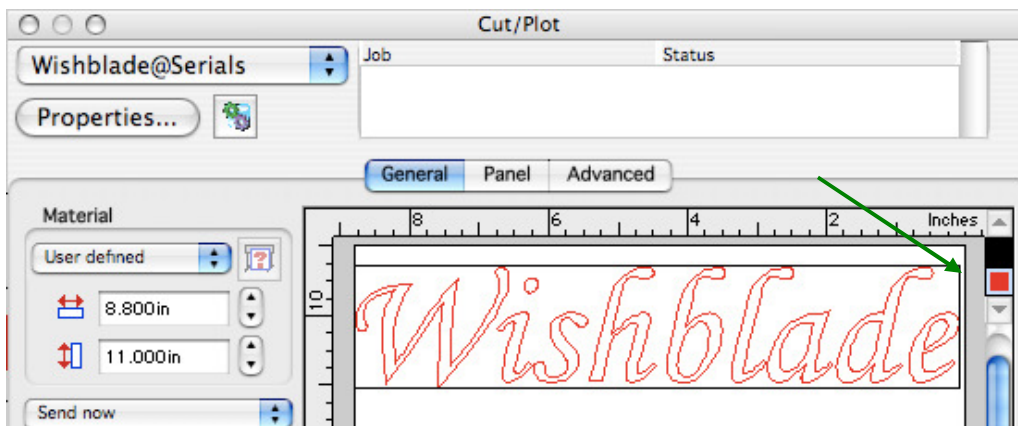 Cut/Plot
Wishblade@Serials
Job Status
Properties...
General Panel Advanced
Material
8 6 4 2 Inches
User defined
8.800in
10
11.000in
Send now
Wishblade